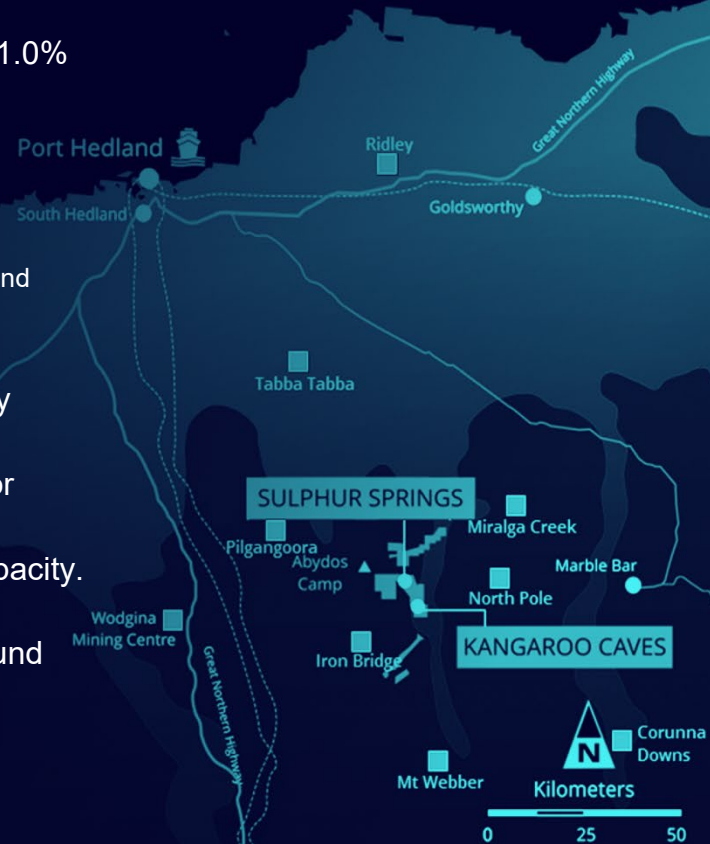 1.0%
Port Hedland
South Hedland
Ridley
Great Northern Highway
Goldsworthy
nd
Tabba Tabba
y
or
pacity.
und
SULPHUR SPRINGS
Miralga Creek
Pilgangoora
Abydos
Camp
North Pole
Marble Bar
Wodgina
Mining Centre
Iron Bridge
KANGAROO CAVES
Great Northern Highway
Mt Webber
N
Corunna
Downs
Kilometers
0 25 50